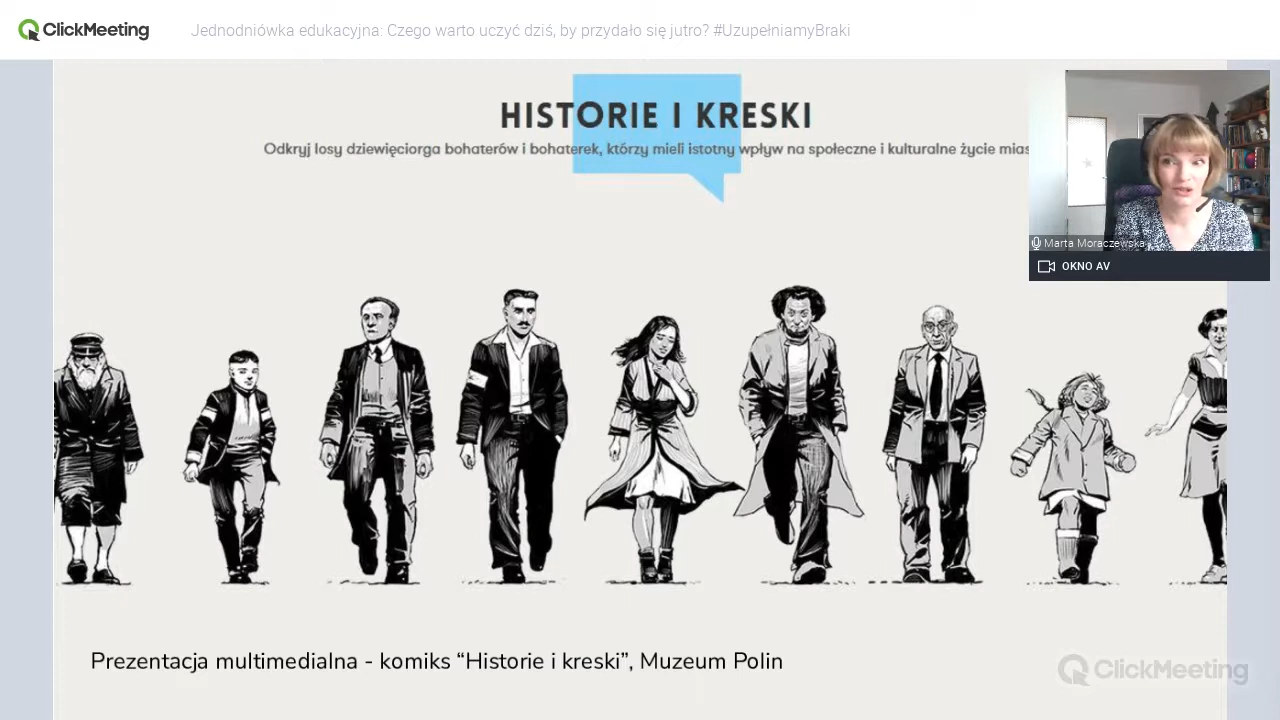 ClickMeeting
Jednodniówka edukacyjna: Czego warto uczyć dziś, by przydało się jutro? #UzupełniamyBraki
HISTORIE I KRESKI
Odkryj losy dziewięciorga bohaterów i bohaterek, którzy mieli istotny wpływ na społeczne i kulturalne życie mias
Marta Moraczewska
OKNO AV
Prezentacja multimedialna - komiks “Historie i kreski”, Muzeum Polin
ClickMeeting